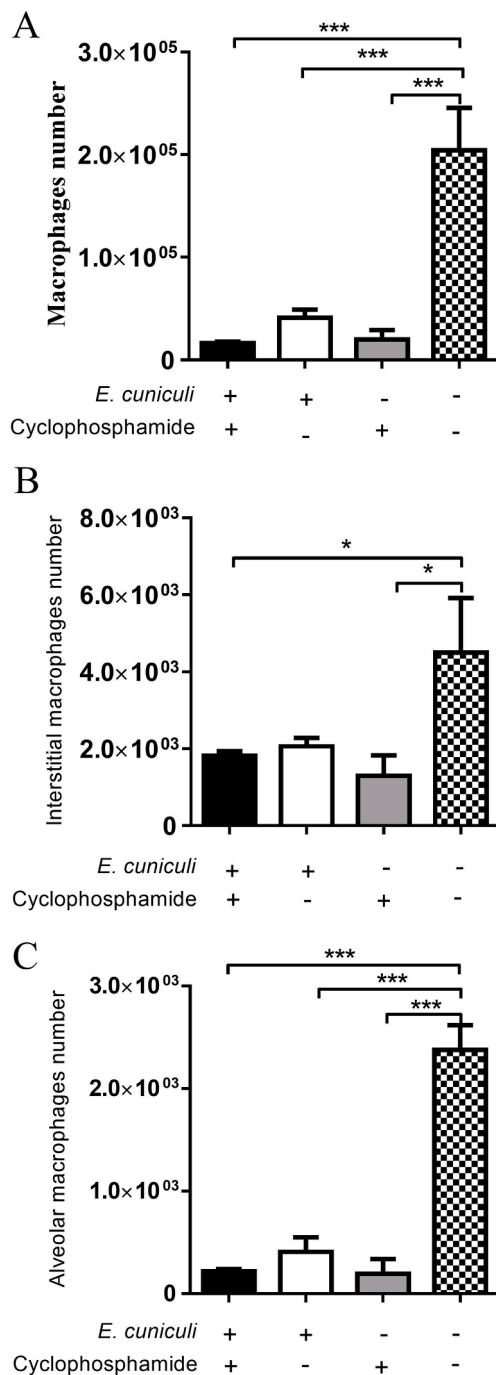 A
***
***
***
Macrophages number
3.0×10⁰⁵
2.0×10⁰⁵
1.0×10⁰⁵
0
E. cuniculi + + - -
Cyclophosphamide + - + -
B
*
*
Interstitial macrophages number
8.0×10⁰³
6.0×10⁰³
4.0×10⁰³
2.0×10⁰³
0
E. cuniculi + + - -
Cyclophosphamide + - + -
C
***
***
***
Alveolar macrophages number
3.0×10⁰³
2.0×10⁰³
1.0×10⁰³
0
E. cuniculi + + - -
Cyclophosphamide + - + -